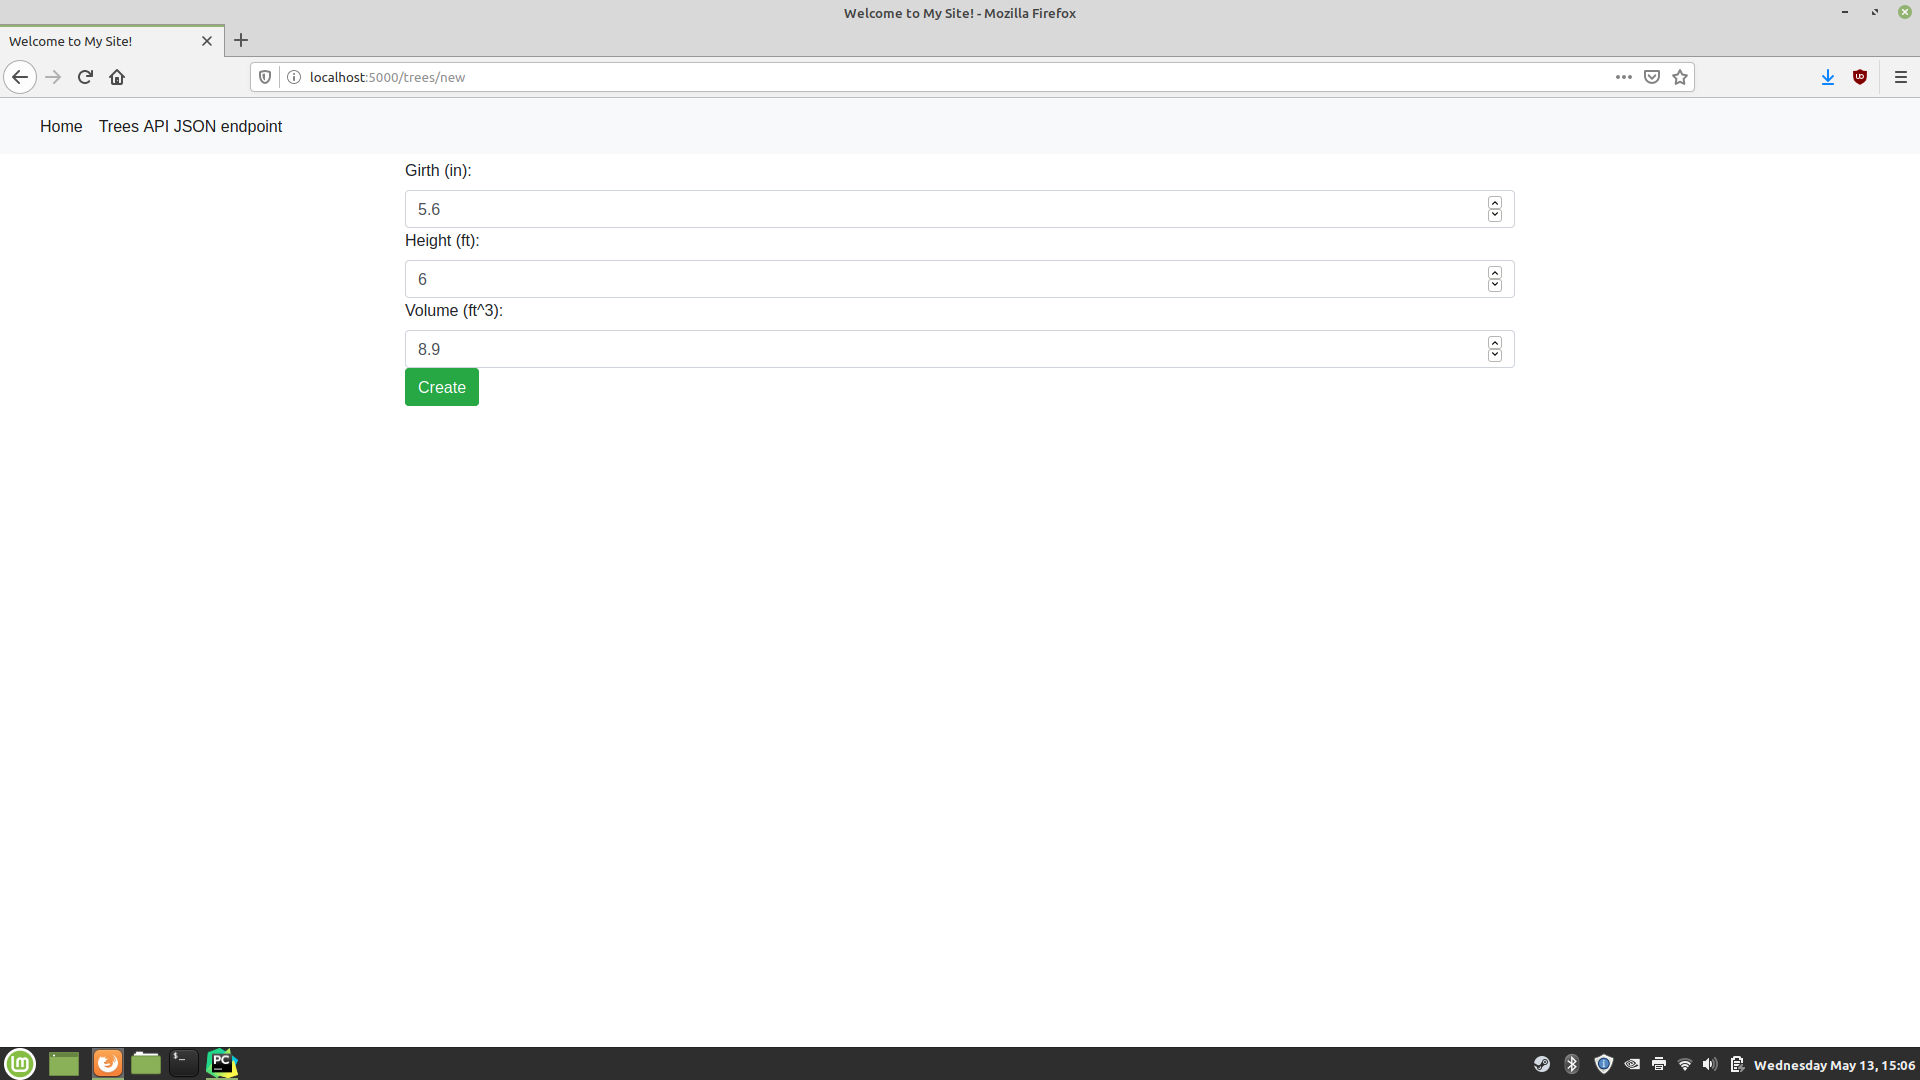 Welcome to My Site! - Mozilla Firefox
Welcome to My Site!
localhost:5000/trees/new
Home Trees API JSON endpoint
Girth (in):
5.6
Height (ft):
6
Volume (ft^3):
8.9
Create
PC
Wednesday May 13, 15:06